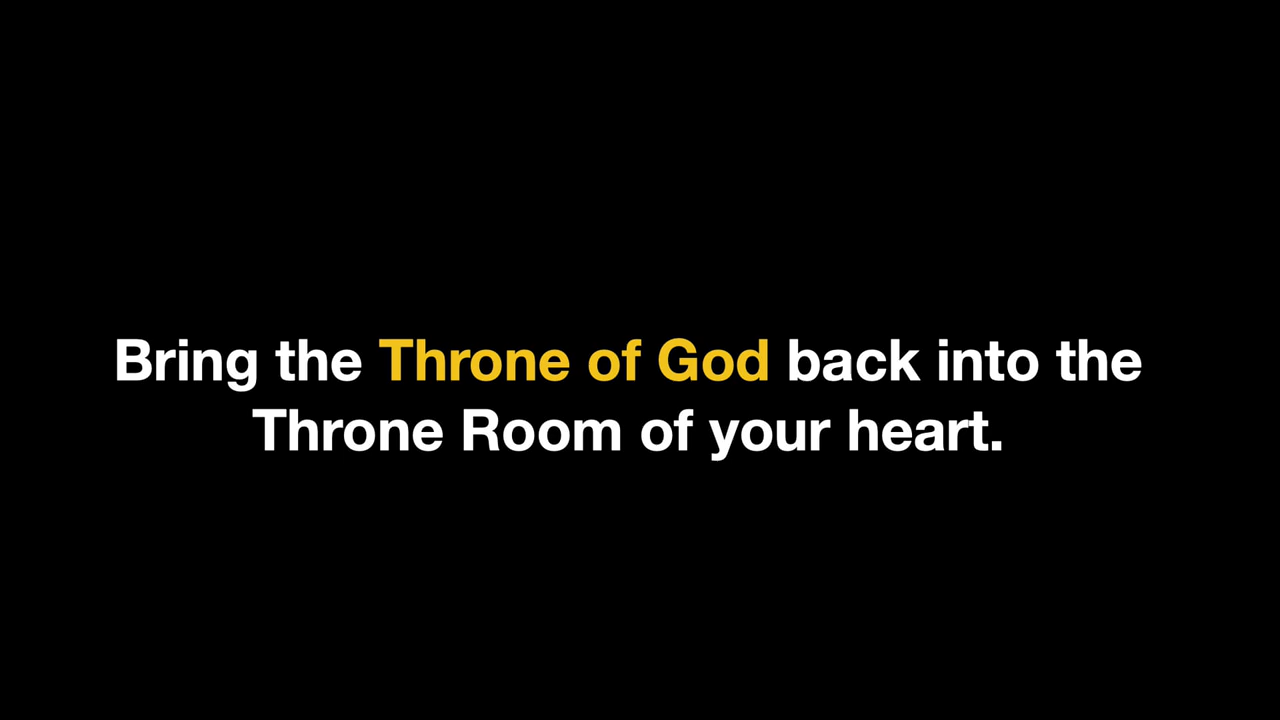 Bring the Throne of God back into the
Throne Room of your heart.